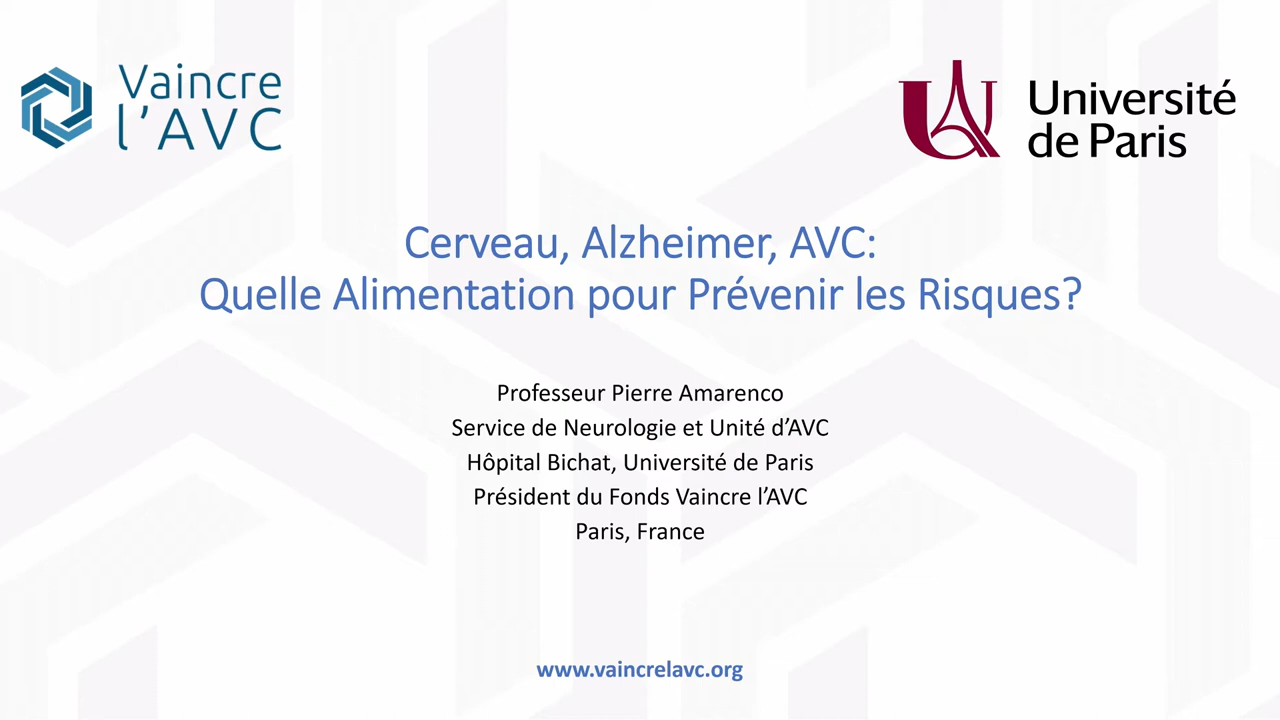 Vaincre
l'AVC
Université
de Paris
Cerveau, Alzheimer, AVC:
Quelle Alimentation pour Prévenir les Risques?
Professeur Pierre Amarenco
Service de Neurologie et Unité d’AVC
Hôpital Bichat, Université de Paris
Président du Fonds Vaincre l’AVC
Paris, France
www.vaincrelavc.org